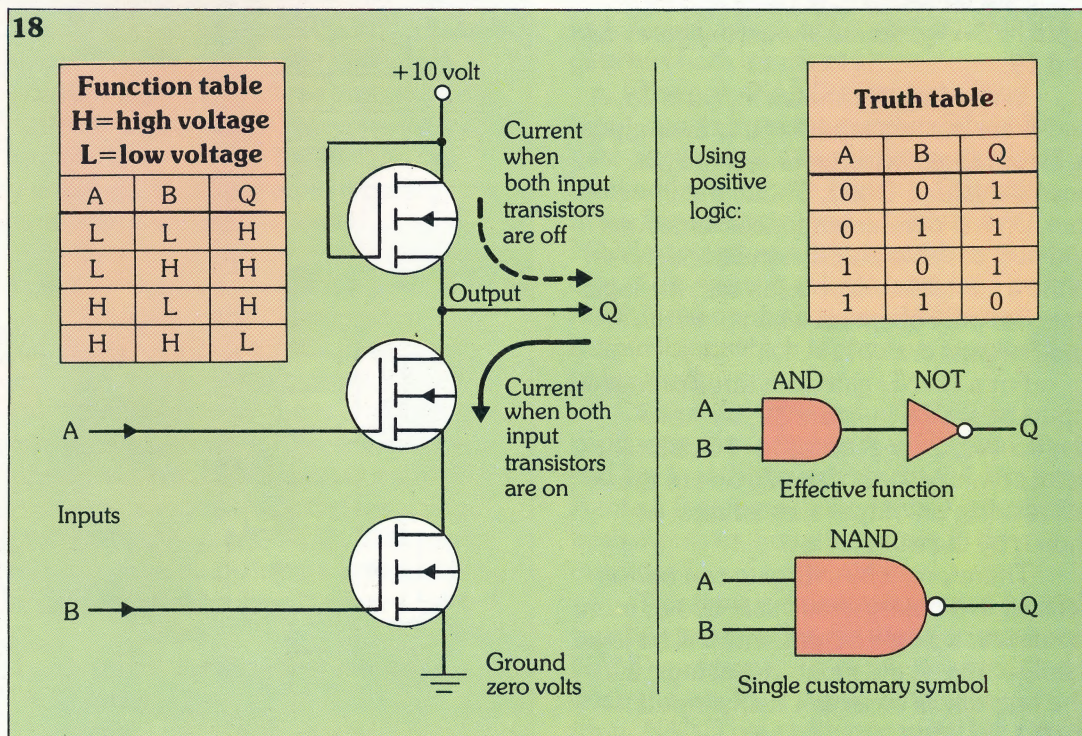 18
Function table
H=high voltage
L=low voltage
A B Q
L L H
L H H
H L H
H H L
+10 volt
Current
when
both input
transistors
are off
Output
Q
Current
when both
input
transistors
are on
A
Inputs
B
Ground
zero volts
Using
positive
logic:
Truth table
A B Q
0 0 1
0 1 1
1 0 1
1 1 0
AND NOT
A
B
Q
Effective function
NAND
A
B
Q
Single customary symbol